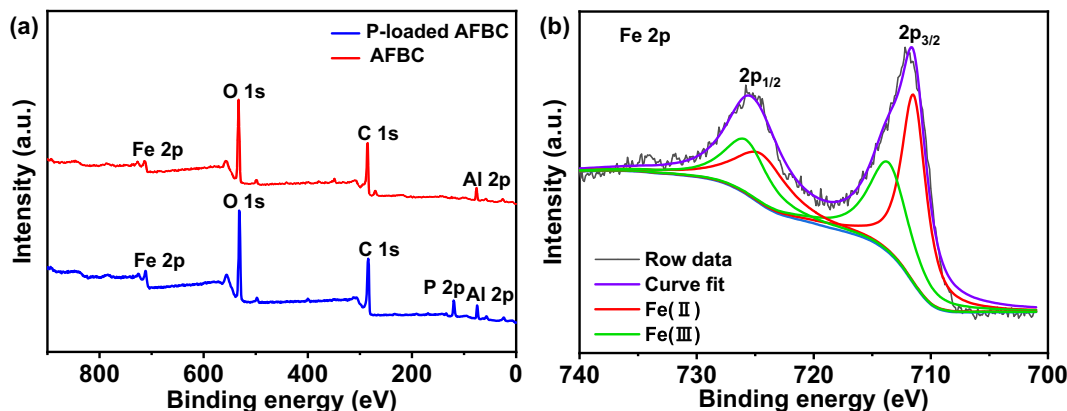 (a)
P-loaded AFBC
AFBC
O 1s
C 1s
Fe 2p
Al 2p
O 1s
C 1s
Fe 2p
P 2p
Al 2p
Intensity (a.u.)
800 600 400 200 0
Binding energy (eV)
(b)
Fe 2p
2p3/2
2p1/2
Row data
Curve fit
Fe(Ⅱ)
Fe(Ⅲ)
Intensity (a.u.)
740 730 720 710 700
Binding energy (eV)